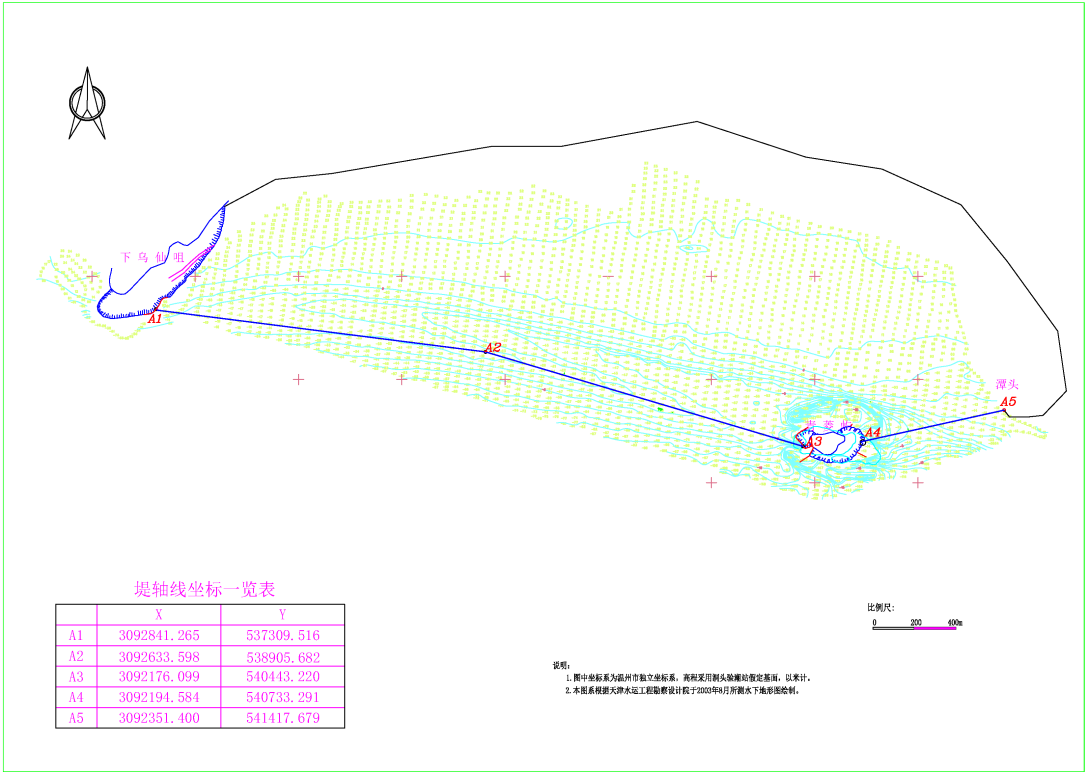 下乌仙咀
A1
A2
潭头
A5
青菱屿
A4
A3
堤轴线坐标一览表
X Y
A1 3092841.265 537309.516
A2 3092633.598 538905.682
A3 3092176.099 540443.220
A4 3092194.584 540733.291
A5 3092351.400 541417.679
比例尺:
0 200 400m
说明:
1.图中坐标系为温州市独立坐标系, 高程采用洞头验潮站假定基面, 以米计。
2.本图系根据天津水运工程勘察设计院于2003年8月所测水下地形图绘制。